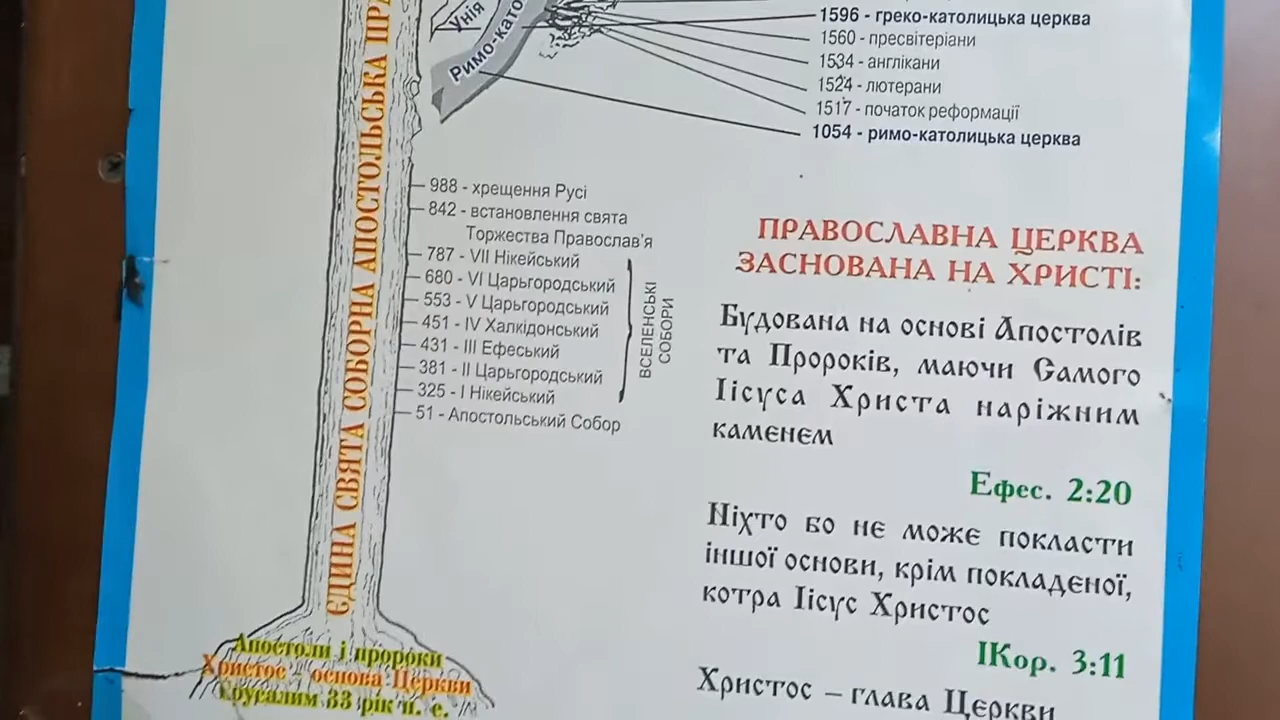 1596 - греко-католицька церква
1560 - пресвітеріани
1534 - англікани
1524 - лютерани
1517 - початок реформації
1054 - римо-католицька церква
Унія
Римо-като
988 - хрещення Русі
842 - встановлення свята
Торжества Православ’я
787 - VII Нікейський
680 - VI Царьгородський
553 - V Царьгородський
451 - IV Халкідонський
431 - III Ефеський
381 - II Царьгородський
325 - I Нікейський
51 - Апостольський Собор
ВСЕЛЕНСЬКІ
СОБОРИ
ЄДИНА СВЯТА СОБОРНА АПОСТОЛЬСЬКА ПРА
Апостоли і пророки
Христос - основа Церкви
Єрусалим 33 рік н. е.
ПРАВОСЛАВНА ЦЕРКВА
ЗАСНОВАНА НА ХРИСТІ:
Будована на основі Апостолів
та Пророків, маючи Самого
Іісуса Христа наріжним
каменем
Ефес. 2:20
Ніхто бо не може покласти
іншої основи, крім покладеної,
котра Іісус Христос
ІКор. 3:11
Христос – глава Церкви